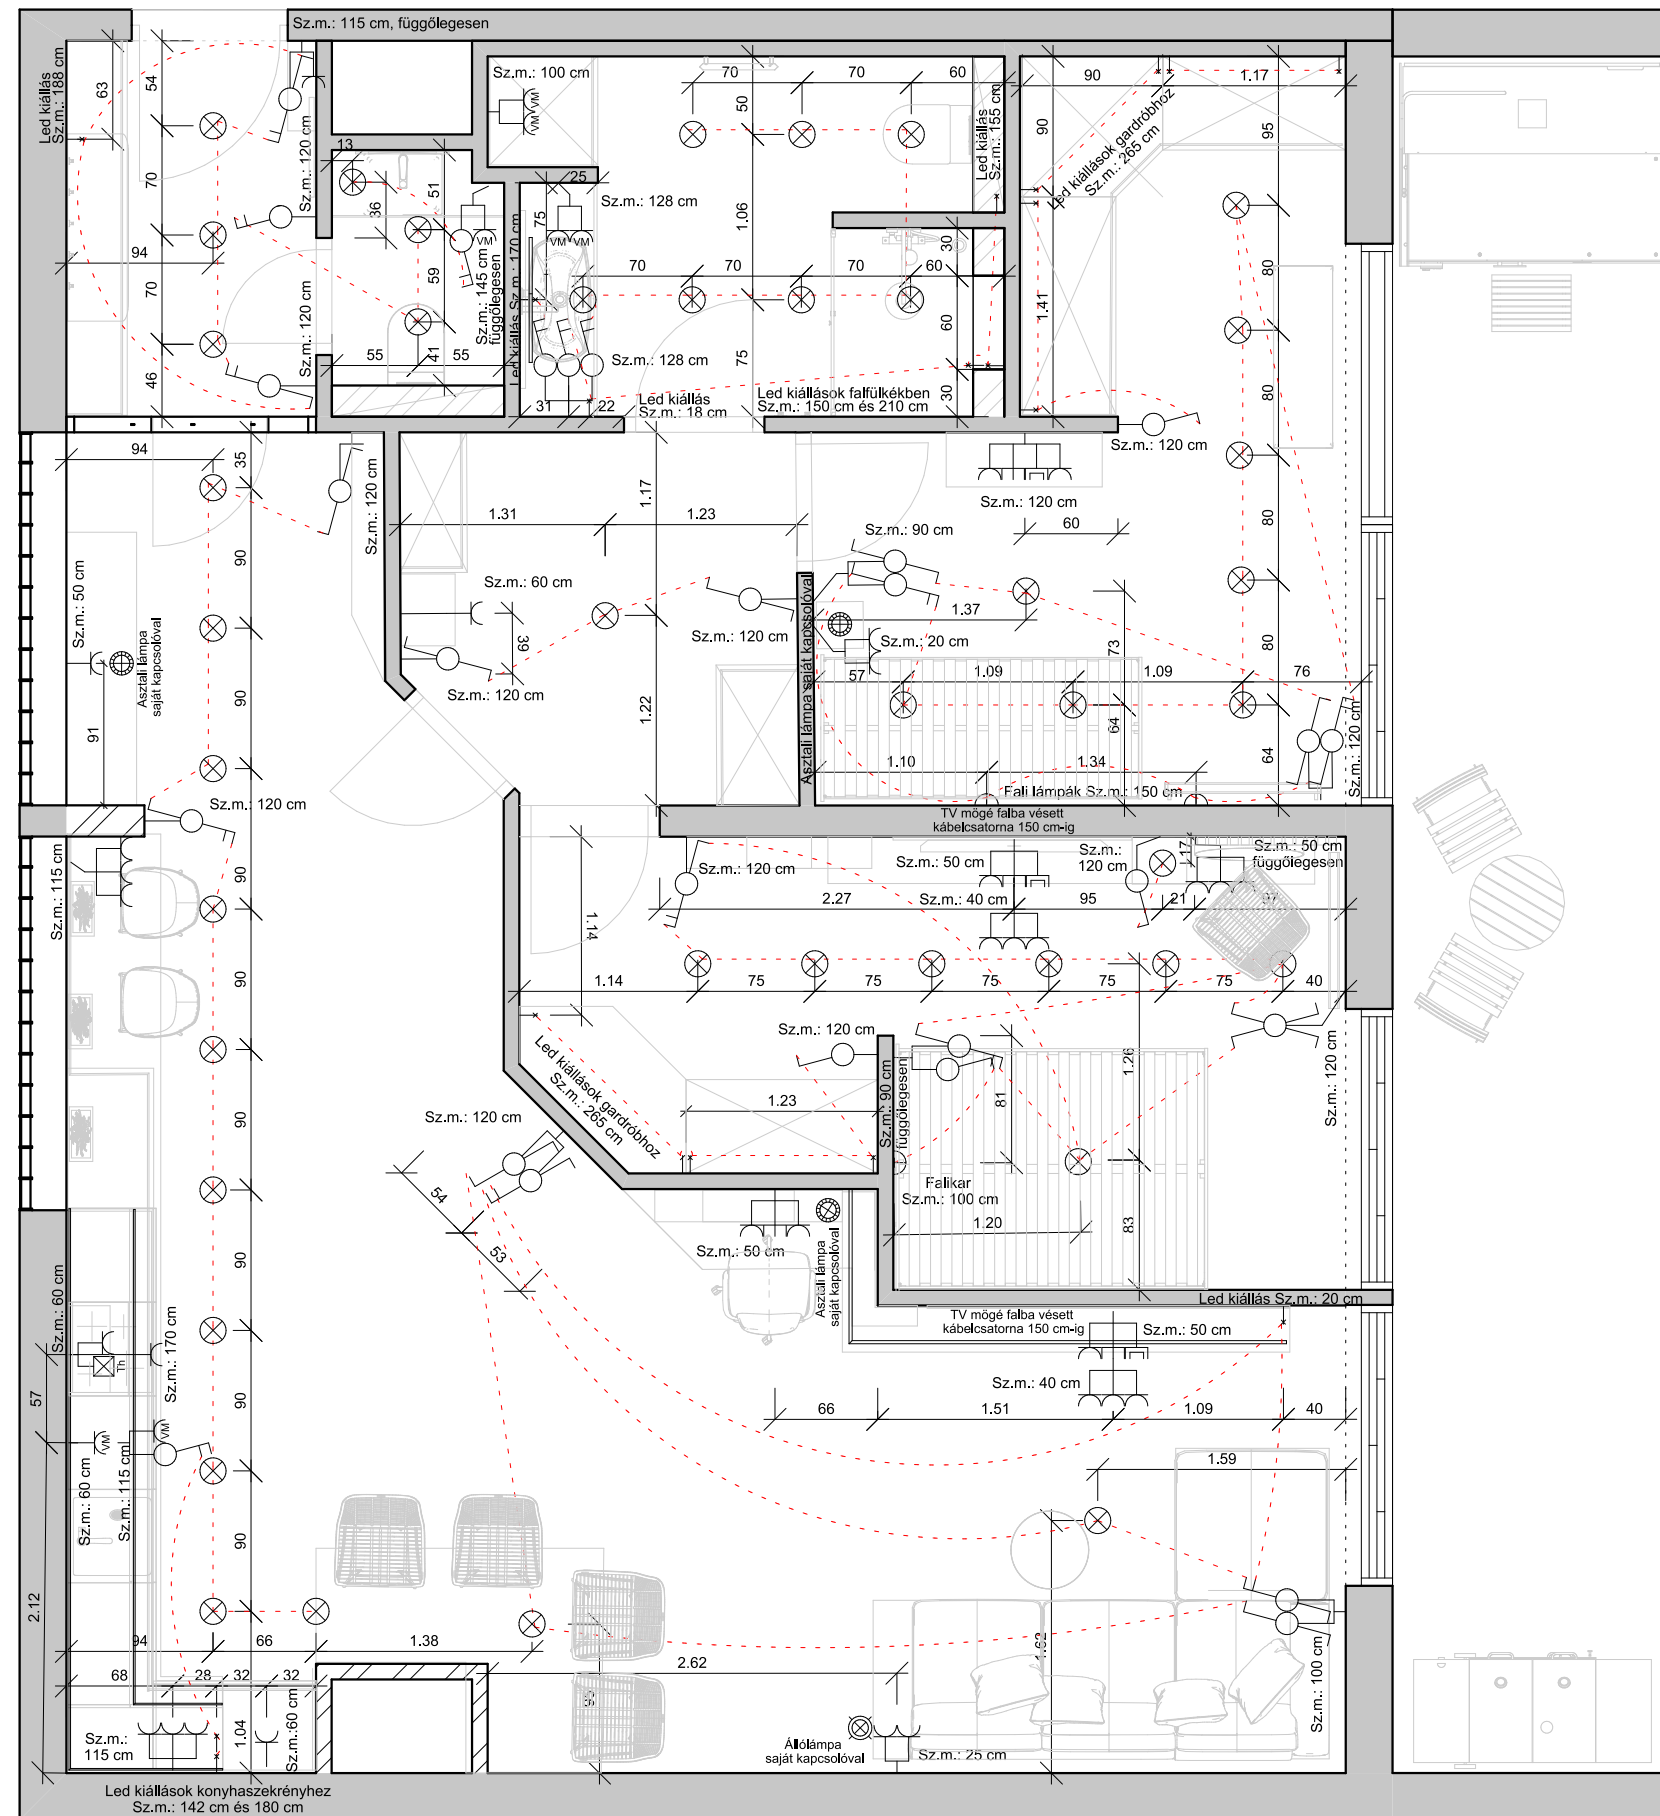 Sz.m.: 115 cm, függőlegesen
Led kiállás
Sz.m.: 188 cm
63
54
70
94
70
46
Sz.m.: 120 cm
Sz.m.: 120 cm
13
36
51
59
41
55
55
Sz.m.: 145 cm
függőlegesen
VM
Sz.m.: 100 cm
VM
VM
70
70
60
50
1.06
75
25
75
Sz.m.: 128 cm
VM
VM
Led kiállás Sz.m.: 170 cm
70
70
70
60
Sz.m.: 128 cm
31
22
Led kiállás
Sz.m.: 18 cm
Led kiállások falfülkékben
Sz.m.: 150 cm és 210 cm
30
60
30
Led kiállás
Sz.m.: 155 cm
90
1.17
90
95
Led kiállások gardróbhoz
Sz.m.: 265 cm
1.41
80
80
80
80
64
Sz.m.: 120 cm
Sz.m.: 120 cm
60
94
35
90
90
90
90
90
90
90
90
Sz.m.: 120 cm
Sz.m.: 50 cm
Asztali lámpa
saját kapcsolóval
91
Sz.m.: 120 cm
1.31
1.23
1.17
1.22
Sz.m.: 60 cm
39
Sz.m.: 120 cm
Sz.m.: 120 cm
Asztali lámpa saját kapcsolóval
Sz.m.: 90 cm
1.37
Sz.m.: 20 cm
73
57
1.09
1.09
76
64
1.10
1.34
Fali lámpák Sz.m.: 150 cm
Sz.m.: 120 cm
TV mögé falba vésett
kábelcsatorna 150 cm-ig
Sz.m.: 115 cm
Sz.m.: 120 cm
Sz.m.: 50 cm
Sz.m.:
120 cm
17
Sz.m.: 50 cm
függőlegesen
2.27
Sz.m.: 40 cm
95
21
97
1.14
1.14
75
75
75
75
75
40
Sz.m.: 120 cm
Sz.m.: 120 cm
1.26
81
Led kiállások gardróbhoz
Sz.m.: 265 cm
1.23
Sz.m.: 90 cm
függőlegesen
Falikar
Sz.m.: 100 cm
1.20
83
Sz.m.: 120 cm
54
53
Sz.m.: 50 cm
Asztali lámpa
saját kapcsolóval
Led kiállás Sz.m.: 20 cm
TV mögé falba vésett
kábelcsatorna 150 cm-ig
Sz.m.: 50 cm
Sz.m.: 40 cm
66
1.51
1.09
40
1.59
Sz.m.: 60 cm
Th
Sz.m.: 170 cm
57
VM
VM
Sz.m.: 60 cm
Sz.m.: 115 cm
2.12
94
66
1.38
68
28
32
32
1.04
Sz.m.:
115 cm
Sz.m.:60 cm
2.62
1.62
Állólámpa
saját kapcsolóval
Sz.m.: 25 cm
Sz.m.: 100 cm
Led kiállások konyhaszekrényhez
Sz.m.: 142 cm és 180 cm